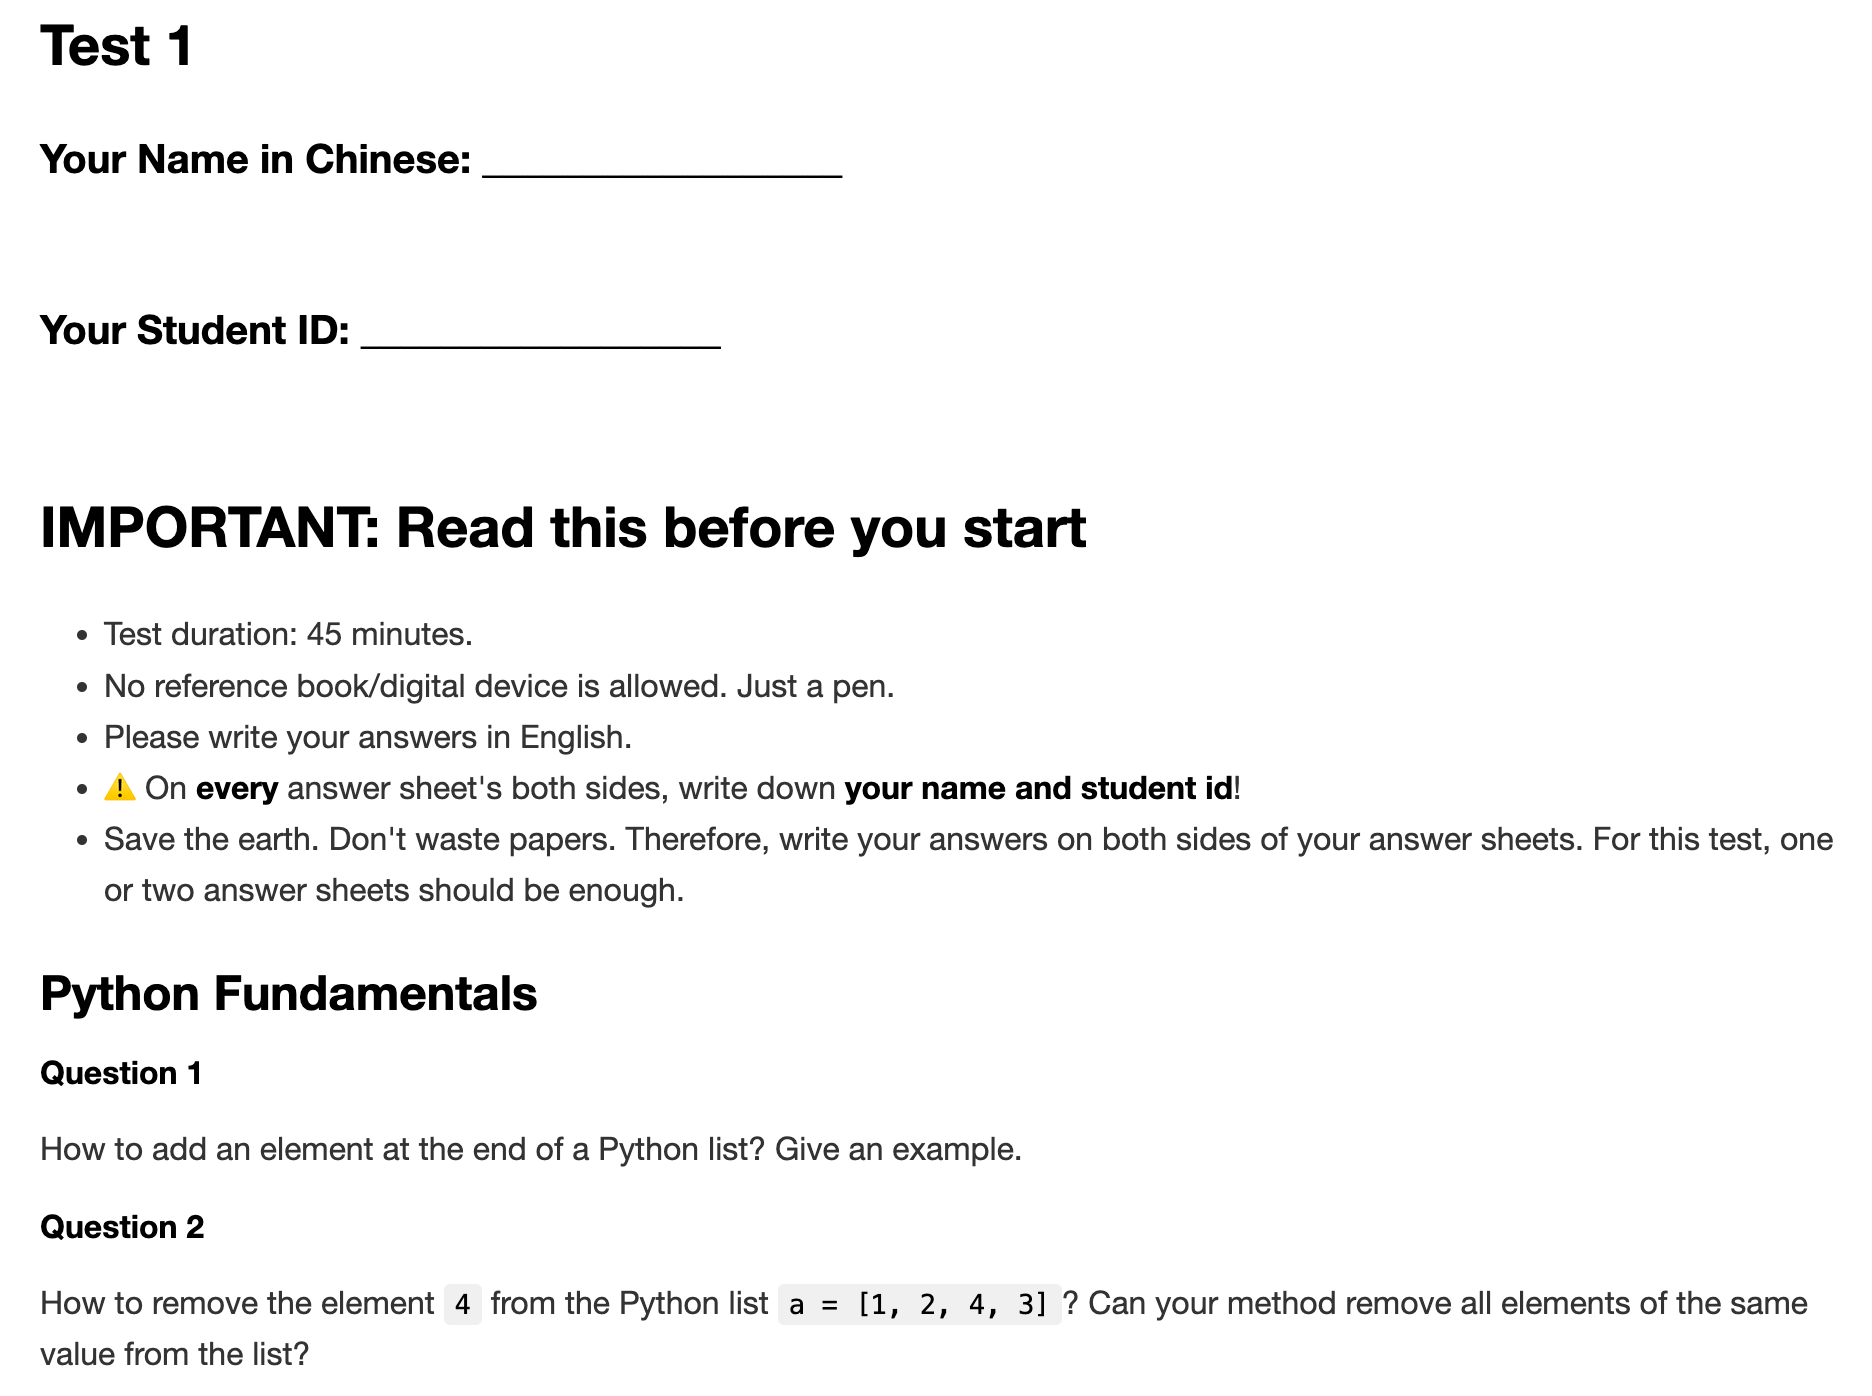 Test 1
Your Name in Chinese: ____________________
Your Student ID: ____________________
IMPORTANT: Read this before you start
• Test duration: 45 minutes.
• No reference book/digital device is allowed. Just a pen.
• Please write your answers in English.
• ⚠️ On every answer sheet's both sides, write down your name and student id!
• Save the earth. Don't waste papers. Therefore, write your answers on both sides of your answer sheets. For this test, one
or two answer sheets should be enough.
Python Fundamentals
Question 1
How to add an element at the end of a Python list? Give an example.
Question 2
How to remove the element 4 from the Python list a = [1, 2, 4, 3] ? Can your method remove all elements of the same
value from the list?